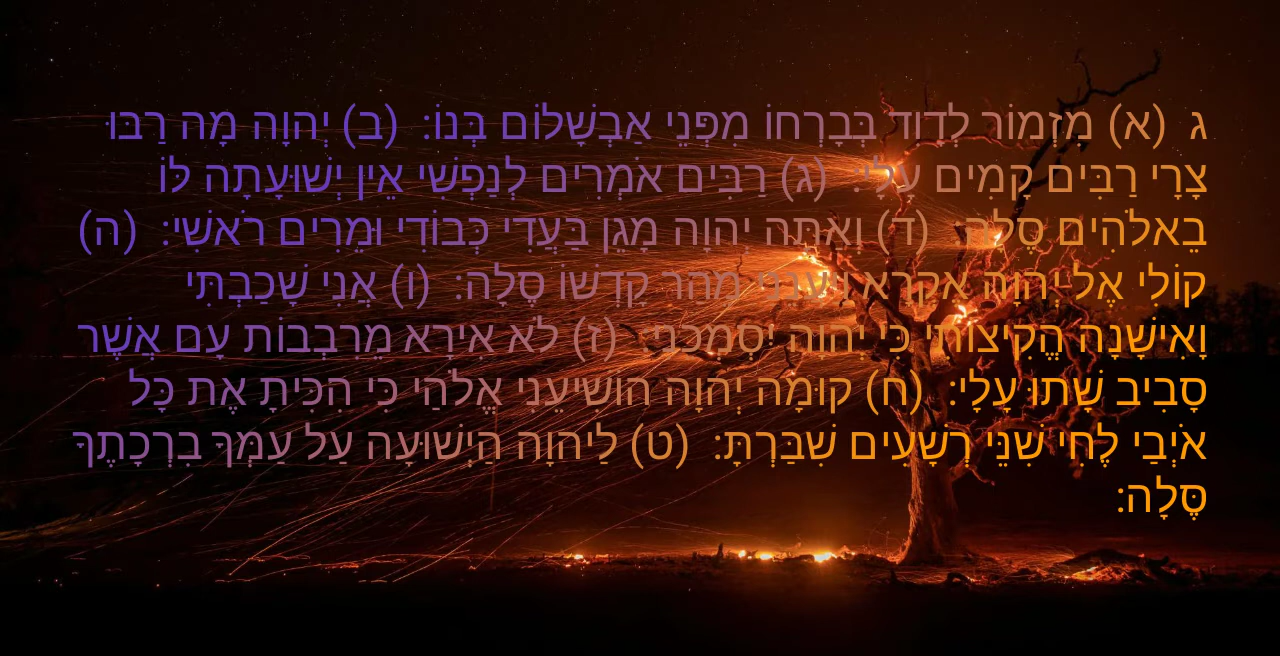 ג (א) מִזְמוֹר לְדָוִד בְּבָרְחוֹ מִפְּנֵי אַבְשָׁלוֹם בְּנוֹ: (ב) יְהוָה מָה רַבּוּ
צָרָי רַבִּים קָמִים עָלָי: (ג) רַבִּים אֹמְרִים לְנַפְשִׁי אֵין יְשׁוּעָתָה לּוֹ
בֵאלֹהִים סֶלָה: (ד) וְאַתָּה יְהוָה מָגֵן בַּעֲדִי כְּבוֹדִי וּמֵרִים רֹאשִׁי: (ה)
קוֹלִי אֶל יְהוָה אֶקְרָא וַיַּעֲנֵנִי מֵהַר קָדְשׁוֹ סֶלָה: (ו) אֲנִי שָׁכַבְתִּי
וָאִישָׁנָה הֱקִיצוֹתִי כִּי יְהוָה יִסְמְכֵנִי: (ז) לֹא אִירָא מֵרִבְבוֹת עָם אֲשֶׁר
סָבִיב שָׁתוּ עָלָי: (ח) קוּמָה יְהוָה הוֹשִׁיעֵנִי אֱלֹהַי כִּי הִכִּיתָ אֶת כָּל
אֹיְבַי לֶחִי שִׁנֵּי רְשָׁעִים שִׁבַּרְתָּ: (ט) לַיהוָה הַיְשׁוּעָה עַל עַמְּךָ בִרְכָתֶךָ
סֶּלָה: